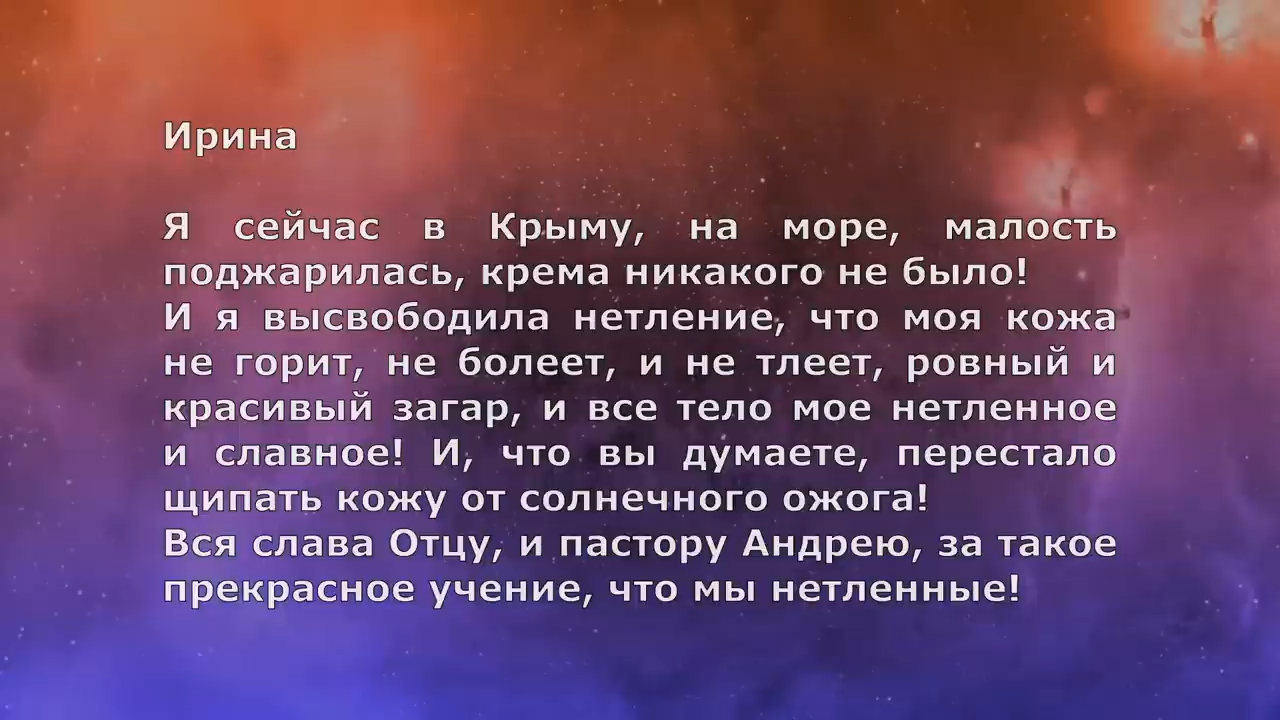 Ирина
Я сейчас в Крыму, на море, малость
поджарилась, крема никакого не было!
И я высвободила нетление, что моя кожа
не горит, не болеет, и не тлеет, ровный и
красивый загар, и все тело мое нетленное
и славное! И, что вы думаете, перестало
щипать кожу от солнечного ожога!
Вся слава Отцу, и пастору Андрею, за такое
прекрасное учение, что мы нетленные!